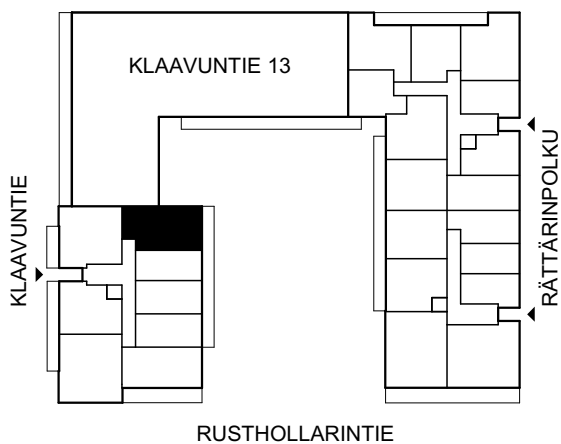 KLAAVUNTIE 13
KLAAVUNTIE
RÄTTÄRINPOLKU
RUSTHOLLARINTIE